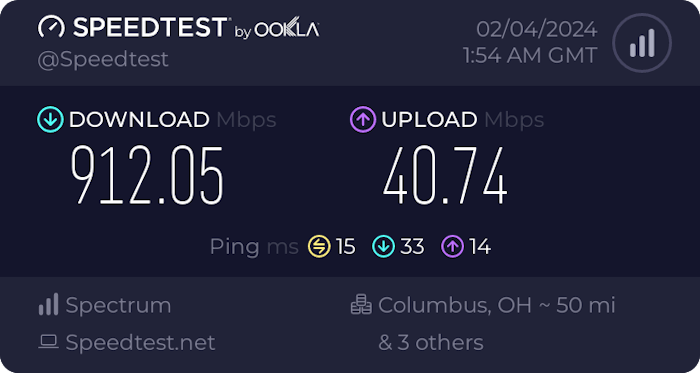 SPEEDTEST® by OOKLA®
@Speedtest
02/04/2024
1:54 AM GMT
DOWNLOAD Mbps
912.05
UPLOAD Mbps
40.74
Ping ms 15 33 14
Spectrum
Speedtest.net
Columbus, OH ~ 50 mi
& 3 others